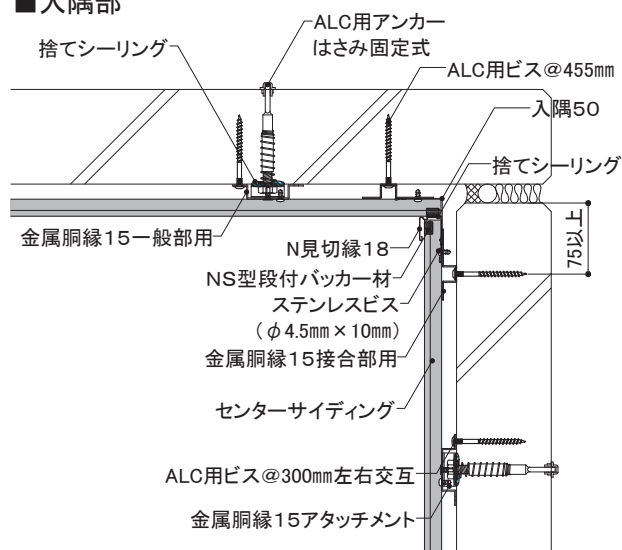 ■入隅部
ALC用アンカー
はさみ固定式
捨てシーリング
ALC用ビス@455mm
入隅50
捨てシーリング
金属胴縁15一般部用
N見切縁18
75以上
NS型段付バッカー材
ステンレスビス
(φ4.5mm×10mm)
金属胴縁15接合部用
センターサイディング
ALC用ビス@300mm左右交互
金属胴縁15アタッチメント